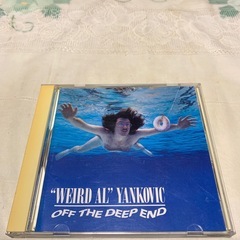 "WEIRD AL" YANKOVIC
OFF THE DEEP END